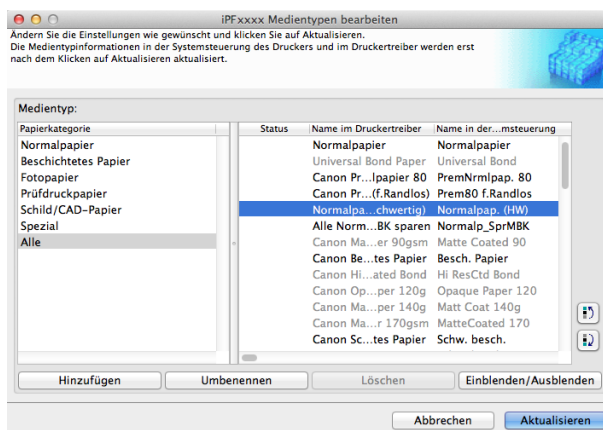 iPFxxxx Medientypen bearbeiten
Ändern Sie die Einstellungen wie gewünscht und klicken Sie auf Aktualisieren.
Die Medientypinformationen in der Systemsteuerung des Druckers und im Druckertreiber werden erst
nach dem Klicken auf Aktualisieren aktualisiert.
Medientyp:
Papierkategorie
Normalpapier
Beschichtetes Papier
Fotopapier
Prüfdruckpapier
Schild/CAD-Papier
Spezial
Alle
Status Name im Druckertreiber Name in der...msteuerung
Normalpapier Normalpapier
Universal Bond Paper Universal Bond
Canon Pr...lpapier 80 PremNrmlpap. 80
Canon Pr...(f.Randlos) Prem80 f.Randlos
Normalpa...chwertig) Normalpap. (HW)
Alle Norm...BK sparen Normalp_SprMBK
Canon Ma...er 90gsm Matte Coated 90
Canon Be...tes Papier Besch. Papier
Canon Hi...ated Bond Hi ResCtd Bond
Canon Op...per 120g Opaque Paper 120
Canon Ma...per 140g Matt Coat 140g
Canon Ma...r 170gsm MatteCoated 170
Canon Sc...tes Papier Schw. besch.
Hinzufügen Umbenennen Löschen Einblenden/Ausblenden
Abbrechen Aktualisieren